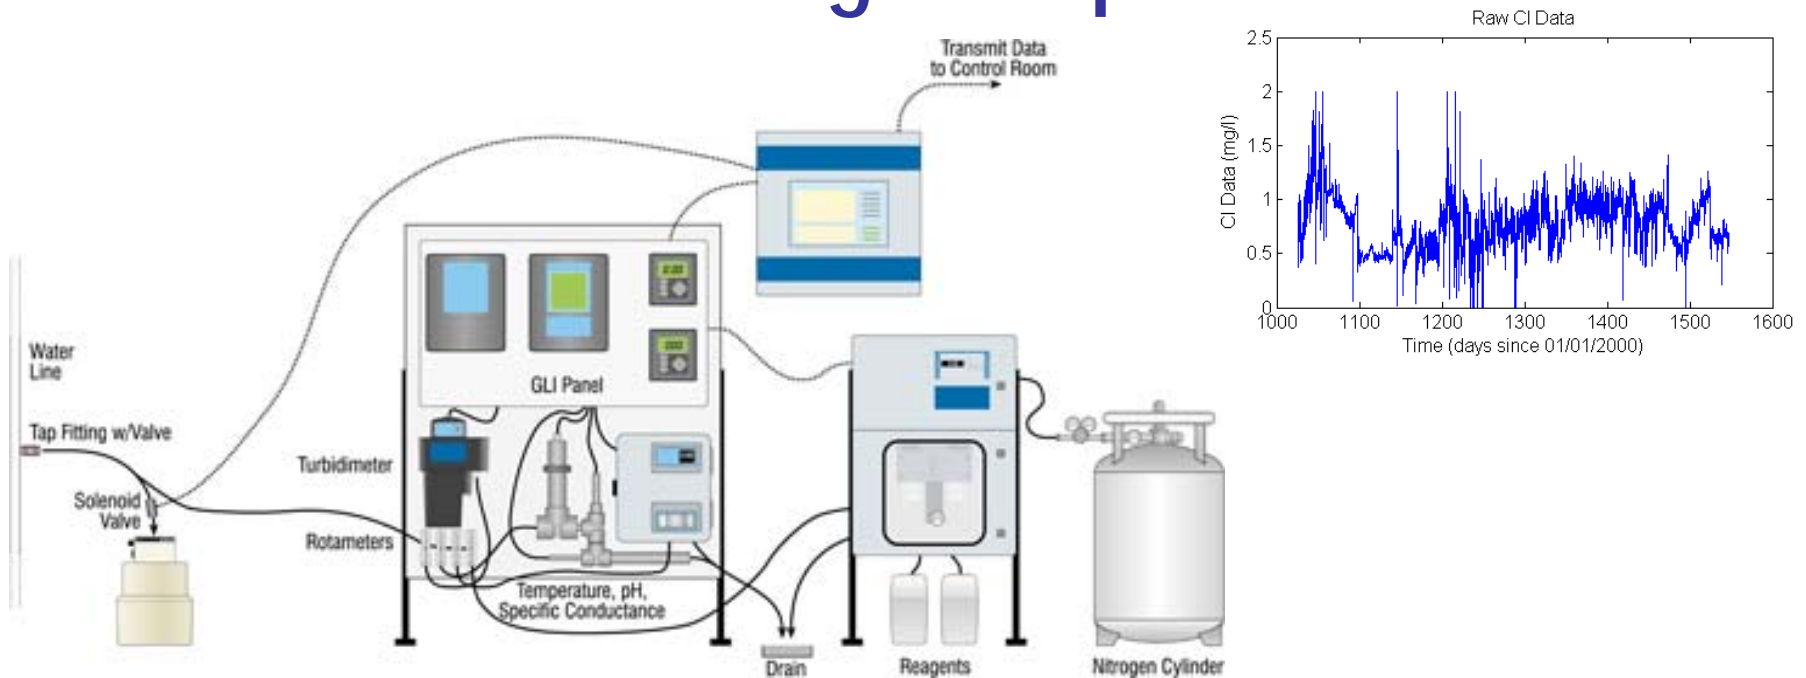 Transmit Data
to Control Room
Water
Line
Tap Fitting w/Valve
Solenoid
Valve
GLI Panel
Turbidimeter
Rotameters
Temperature, pH,
Specific Conductance
Drain
Reagents
Nitrogen Cylinder
Raw Cl Data
Cl Data (mg/l)
2.5
2
1.5
1
0.5
0
1000 1100 1200 1300 1400 1500 1600
Time (days since 01/01/2000)